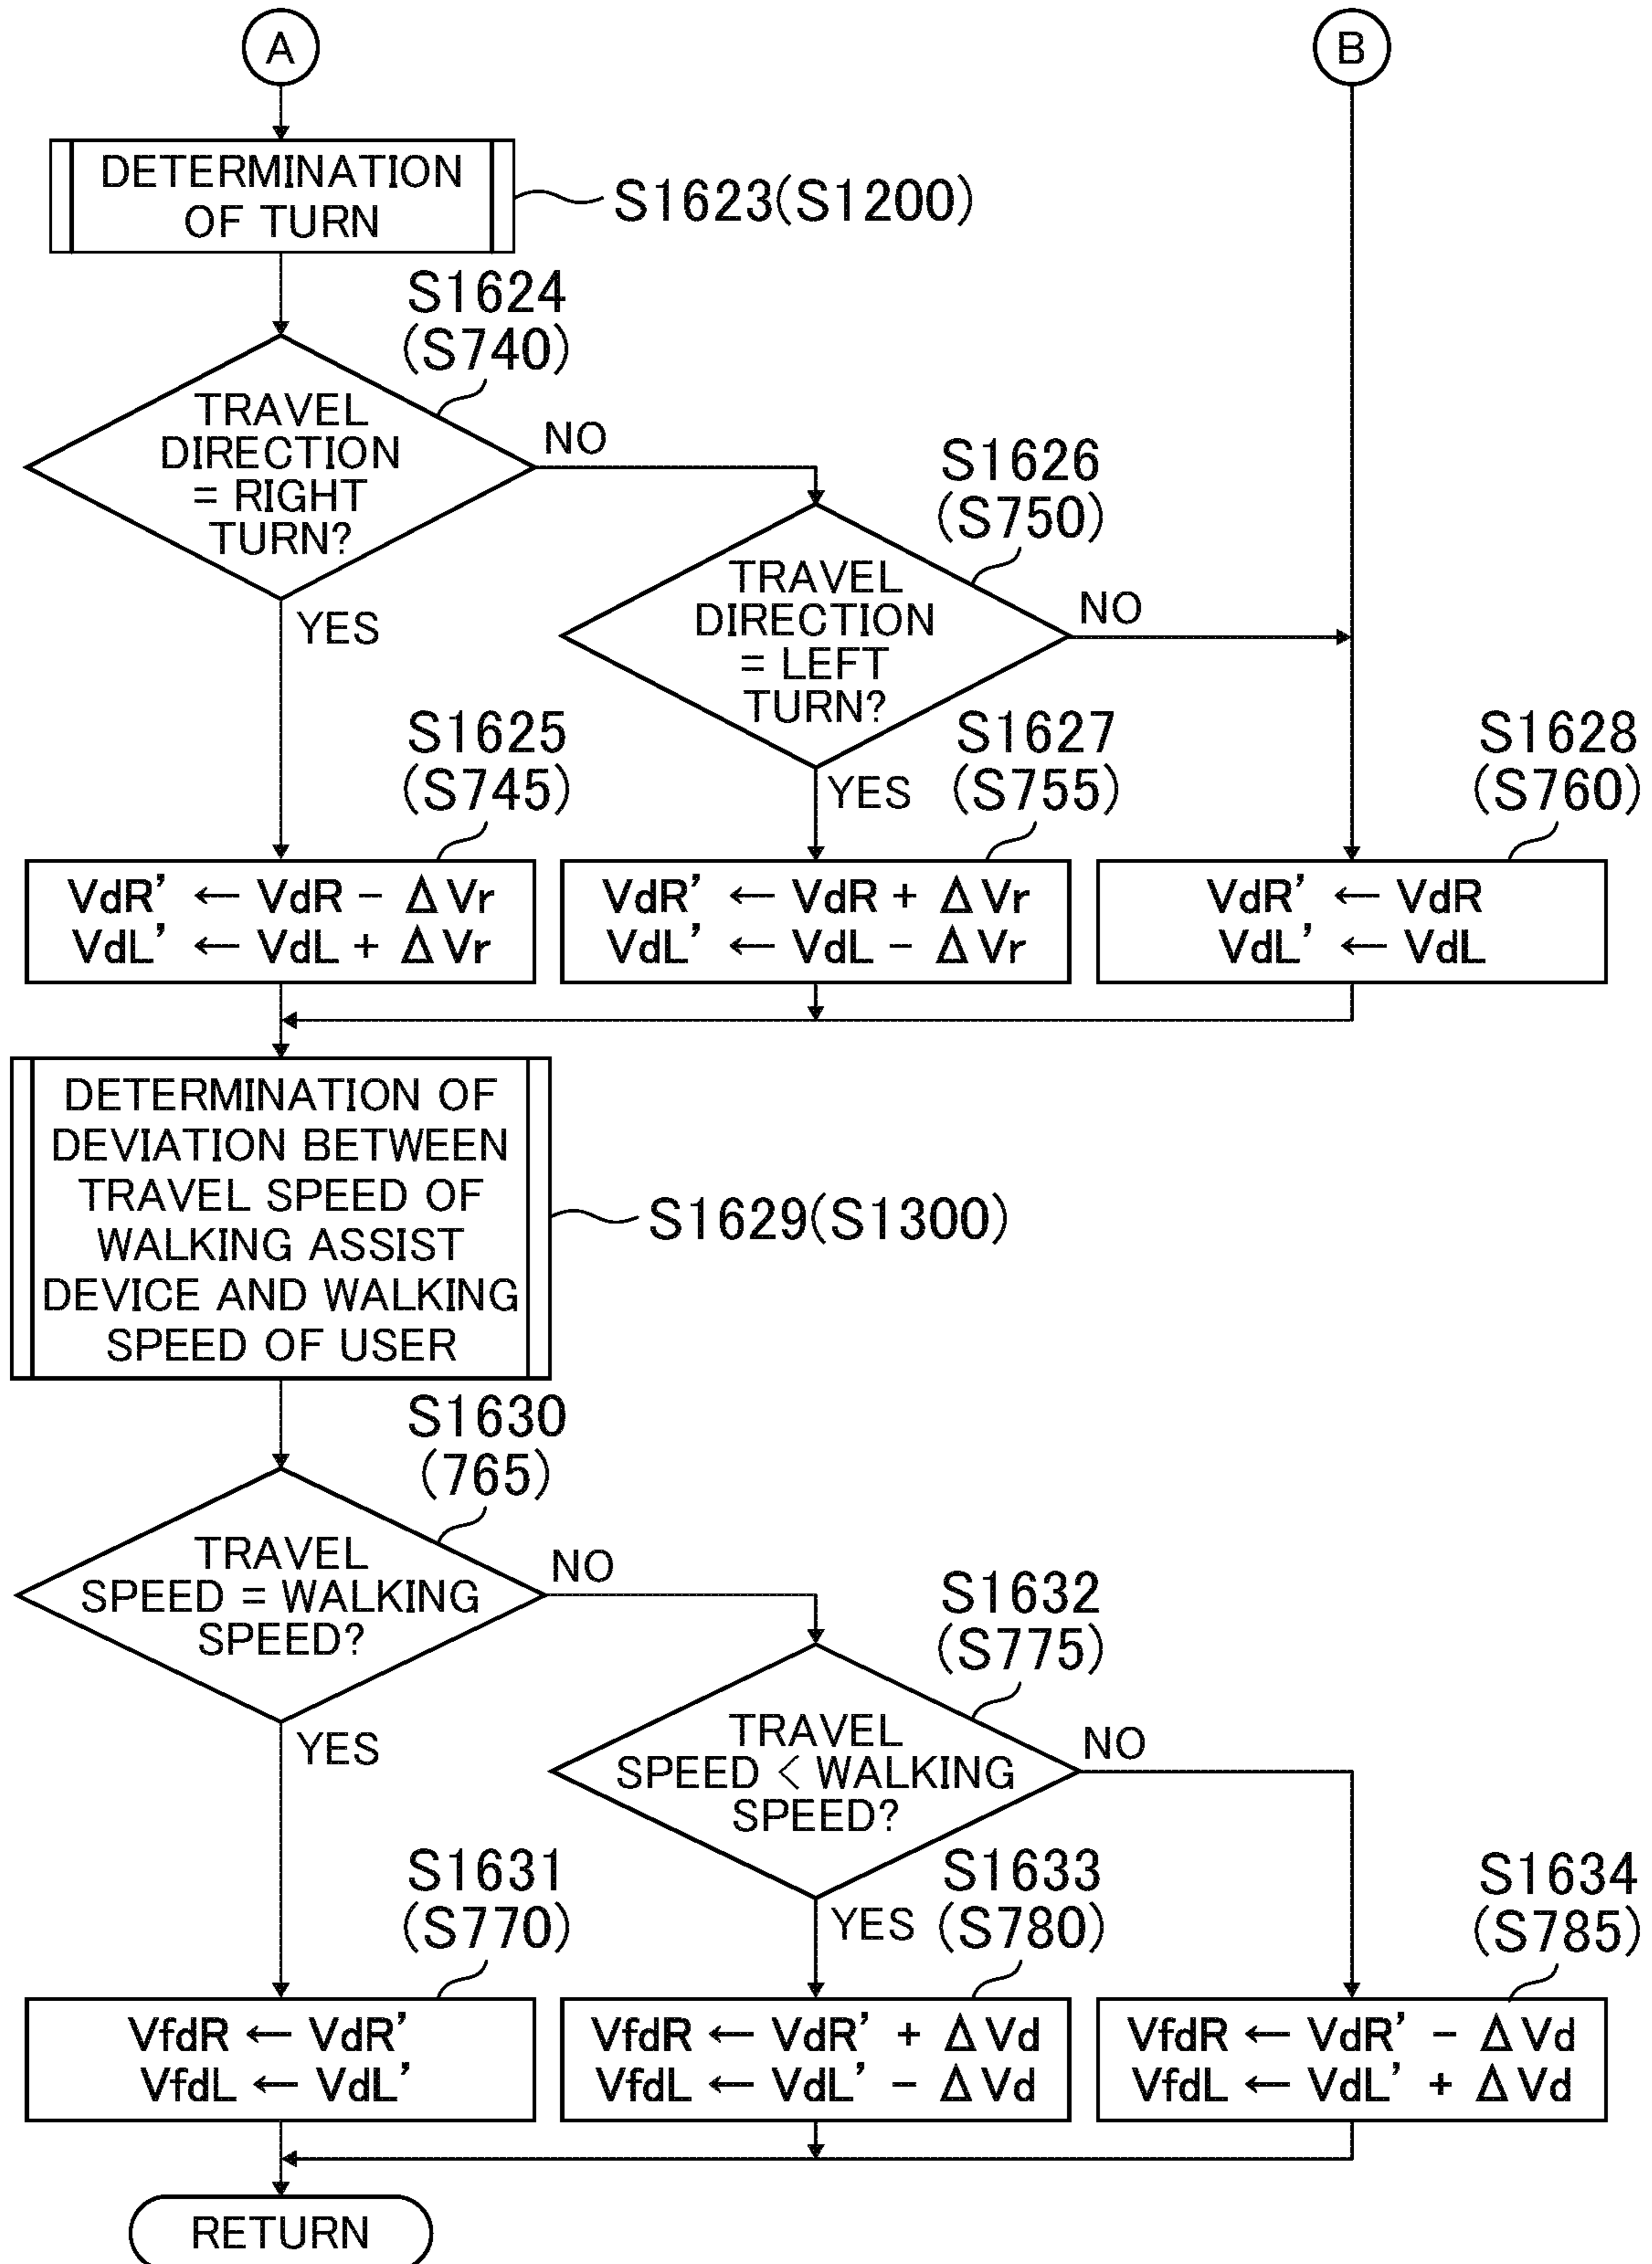 A
B
DETERMINATION
OF TURN
S1623(S1200)
S1624
(S740)
TRAVEL
DIRECTION
= RIGHT
TURN?
NO
YES
S1626
(S750)
TRAVEL
DIRECTION
= LEFT
TURN?
NO
YES
S1625
(S745)
S1627
(S755)
S1628
(S760)
VdR’ ← VdR − ΔVr
VdL’ ← VdL + ΔVr
VdR’ ← VdR + ΔVr
VdL’ ← VdL − ΔVr
VdR’ ← VdR
VdL’ ← VdL
DETERMINATION OF
DEVIATION BETWEEN
TRAVEL SPEED OF
WALKING ASSIST
DEVICE AND WALKING
SPEED OF USER
S1629(S1300)
S1630
(765)
TRAVEL
SPEED = WALKING
SPEED?
NO
YES
S1632
(S775)
TRAVEL
SPEED < WALKING
SPEED?
NO
YES
S1631
(S770)
S1633
(S780)
S1634
(S785)
VfdR ← VdR’
VfdL ← VdL’
VfdR ← VdR’ + ΔVd
VfdL ← VdL’ − ΔVd
VfdR ← VdR’ − ΔVd
VfdL ← VdL’ + ΔVd
RETURN